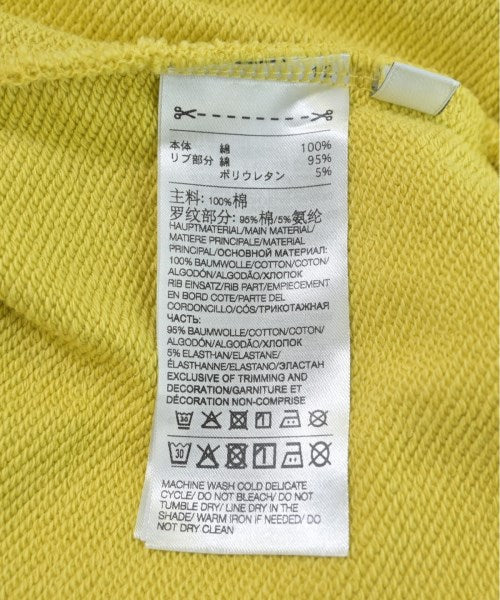 本体 綿 100%
リブ部分 綿 95%
ポリウレタン 5%
主料: 100%棉
罗纹部分: 95%棉/5%氨纶
HAUPTMATERIAL/MAIN MATERIAL/
MATIERE PRINCIPALE/MATERIAL
PRINCIPAL/ОСНОВНОЙ МАТЕРИАЛ:
100% BAUMWOLLE/COTTON/COTON/
ALGODÓN/ALGODÃO/ХЛОПОК
RIB EINSATZ/RIB PART/EMPIECEMENT
EN BORD COTE/PARTE DEL
CORDONCILLO/CÓS/ТРИКОТАЖНАЯ
ЧАСТЬ:
95% BAUMWOLLE/COTTON/COTON/
ALGODÓN/ALGODÃO/ХЛОПОК
5% ELASTHAN/ELASTANE/
ÉLASTHANNE/ELASTANO/ЭЛАСТАН
EXCLUSIVE OF TRIMMING AND
DECORATION/GARNITURE ET
DÉCORATION NON-COMPRISE
30
30
MACHINE WASH COLD DELICATE
CYCLE/ DO NOT BLEACH/ DO NOT
TUMBLE DRY/ LINE DRY IN THE
SHADE/ WARM IRON IF NEEDED/ DO
NOT DRY CLEAN